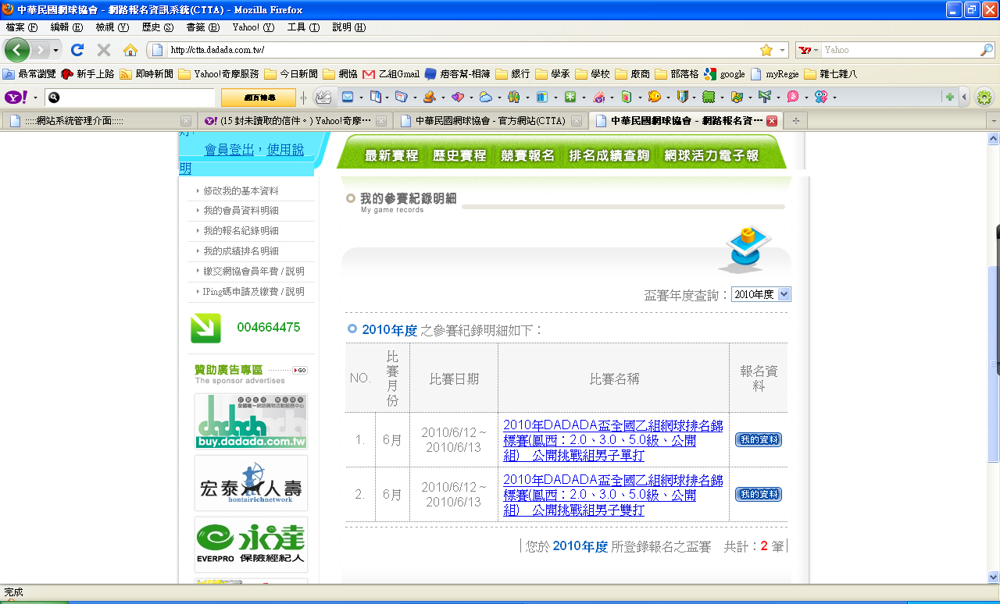 中華民國網球協會 - 網路報名資訊系統(CTTA) - Mozilla Firefox
檔案 (F) 編輯 (E) 檢視 (V) 歷史 (S) 書籤 (B) Yahoo! (Y) 工具 (T) 說明 (H)
http://ctta.dadada.com.tw/ Yahoo
最常瀏覽 新手上路 即時新聞 Yahoo!奇摩服務 今日新聞 網協 乙組Gmail 痞客幫-相簿 銀行 學承 學校 廠商 部落格 google myRegie 雜七雜八
Y! 網頁搜尋
:::::網站系統管理介面::::: (15 封未讀取的信件。) Yahoo!奇摩… 中華民國網球協會 - 官方網站(CTTA) 中華民國網球協會 - 網路報名資…
會員登出，使用說
明
最新賽程 歷史賽程 競賽報名 排名成績查詢 網球活力電子報
修改我的基本資料
我的會員資料明細
我的報名紀錄明細
我的成績排名明細
繳交網協會員年費 / 說明
IPing碼申請及繳費 / 說明
004664475
贊助廣告專區 GO
The sponsor advertises
dadada
buy.dadada.com.tw
宏泰人壽
hontairichnetwork
永達
EVERPRO 保險經紀人
我的參賽紀錄明細
My game records
盃賽年度查詢： 2010年度
2010年度 之參賽紀錄明細如下：
NO. 比賽月份 比賽日期 比賽名稱 報名資料
1. 6月 2010/6/12 ~ 2010/6/13 2010年DADADA盃全國乙組網球排名錦
標賽(鳳西：2.0、3.0、5.0級、公開
組) 公開挑戰組男子單打 我的資料
2. 6月 2010/6/12 ~ 2010/6/13 2010年DADADA盃全國乙組網球排名錦
標賽(鳳西：2.0、3.0、5.0級、公開
組) 公開挑戰組男子雙打 我的資料
您於 2010年度 所登錄報名之盃賽 共計：2 筆
完成